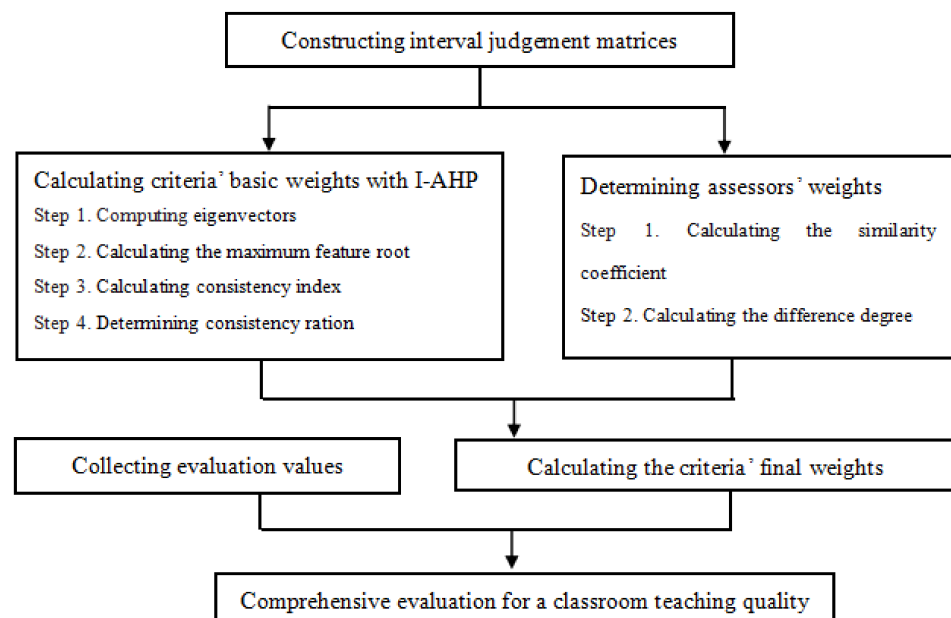 Constructing interval judgement matrices
Calculating criteria’ basic weights with I-AHP
Step 1. Computing eigenvectors
Step 2. Calculating the maximum feature root
Step 3. Calculating consistency index
Step 4. Determining consistency ration
Determining assessors’ weights
Step 1. Calculating the similarity
coefficient
Step 2. Calculating the difference degree
Collecting evaluation values
Calculating the criteria’ final weights
Comprehensive evaluation for a classroom teaching quality